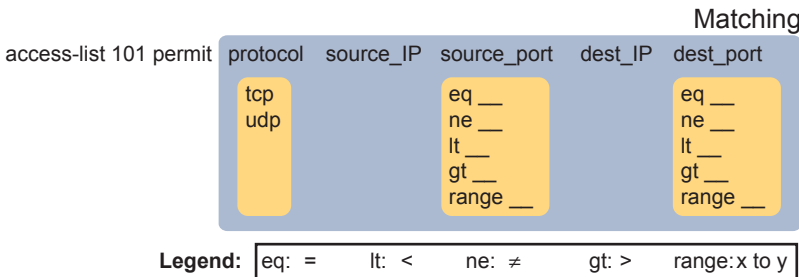 Matching
access-list 101 permit protocol source_IP source_port dest_IP dest_port
tcp eq __ eq __
udp ne __ ne __
lt __ lt __
gt __ gt __
range __ range __
Legend: eq: = lt: < ne: ≠ gt: > range:x to y